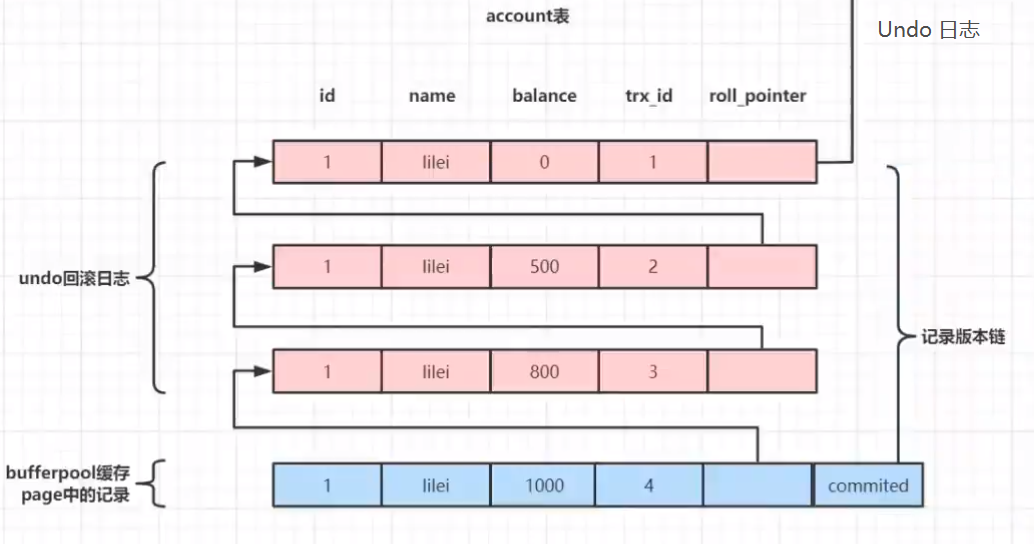 account表
Undo 日志
id name balance trx_id roll_pointer
1 lilei 0 1
1 lilei 500 2
undo回滚日志
记录版本链
1 lilei 800 3
bufferpool缓存
page中的记录
1 lilei 1000 4 commited